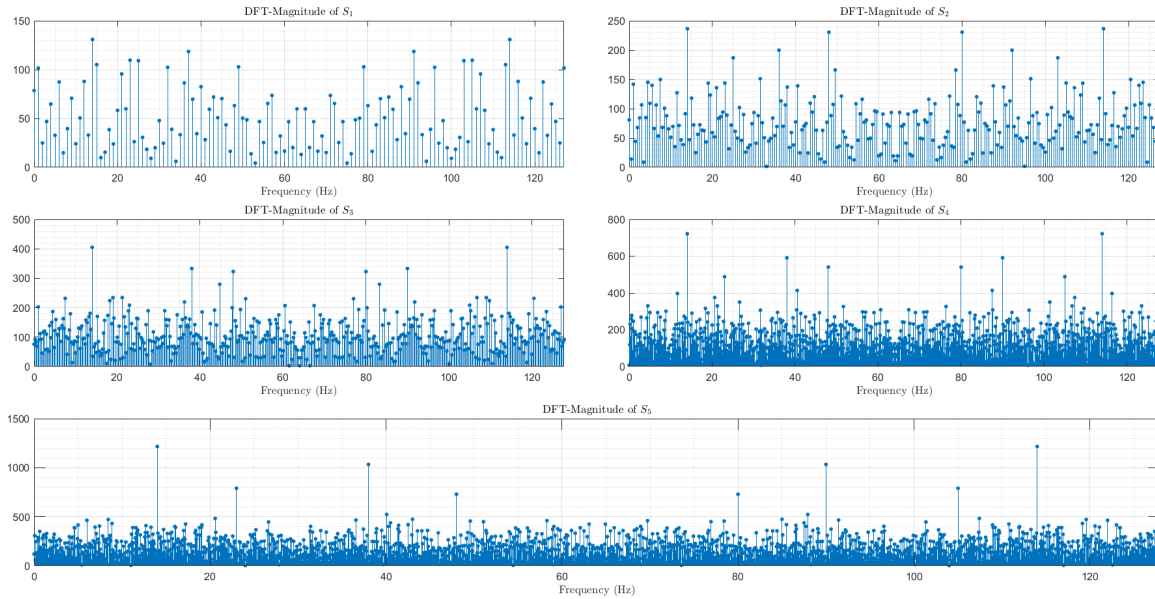 DFT-Magnitude of S₁
150
100
50
0
0 20 40 60 80 100 120
Frequency (Hz)
DFT-Magnitude of S₂
250
200
150
100
50
0
0 20 40 60 80 100 120
Frequency (Hz)
DFT-Magnitude of S₃
500
400
300
200
100
0
0 20 40 60 80 100 120
Frequency (Hz)
DFT-Magnitude of S₄
800
600
400
200
0
0 20 40 60 80 100 120
Frequency (Hz)
DFT-Magnitude of S₅
1500
1000
500
0
0 20 40 60 80 100 120
Frequency (Hz)